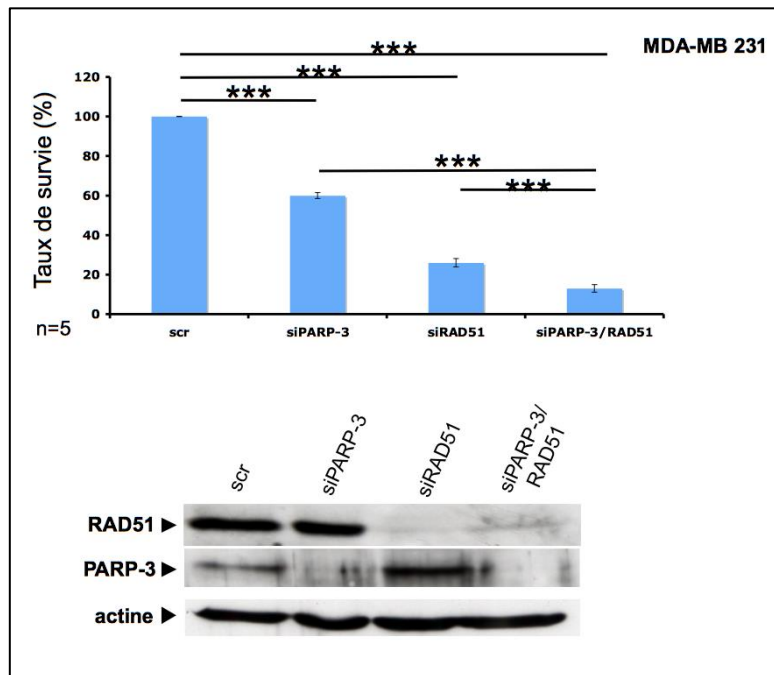 MDA-MB 231
***
***
***
***
***
Taux de survie (%)
120
100
80
60
40
20
0
n=5
scr siPARP-3 siRAD51 siPARP-3/RAD51
scr
siPARP-3
siRAD51
siPARP-3/
RAD51
RAD51
PARP-3
actine